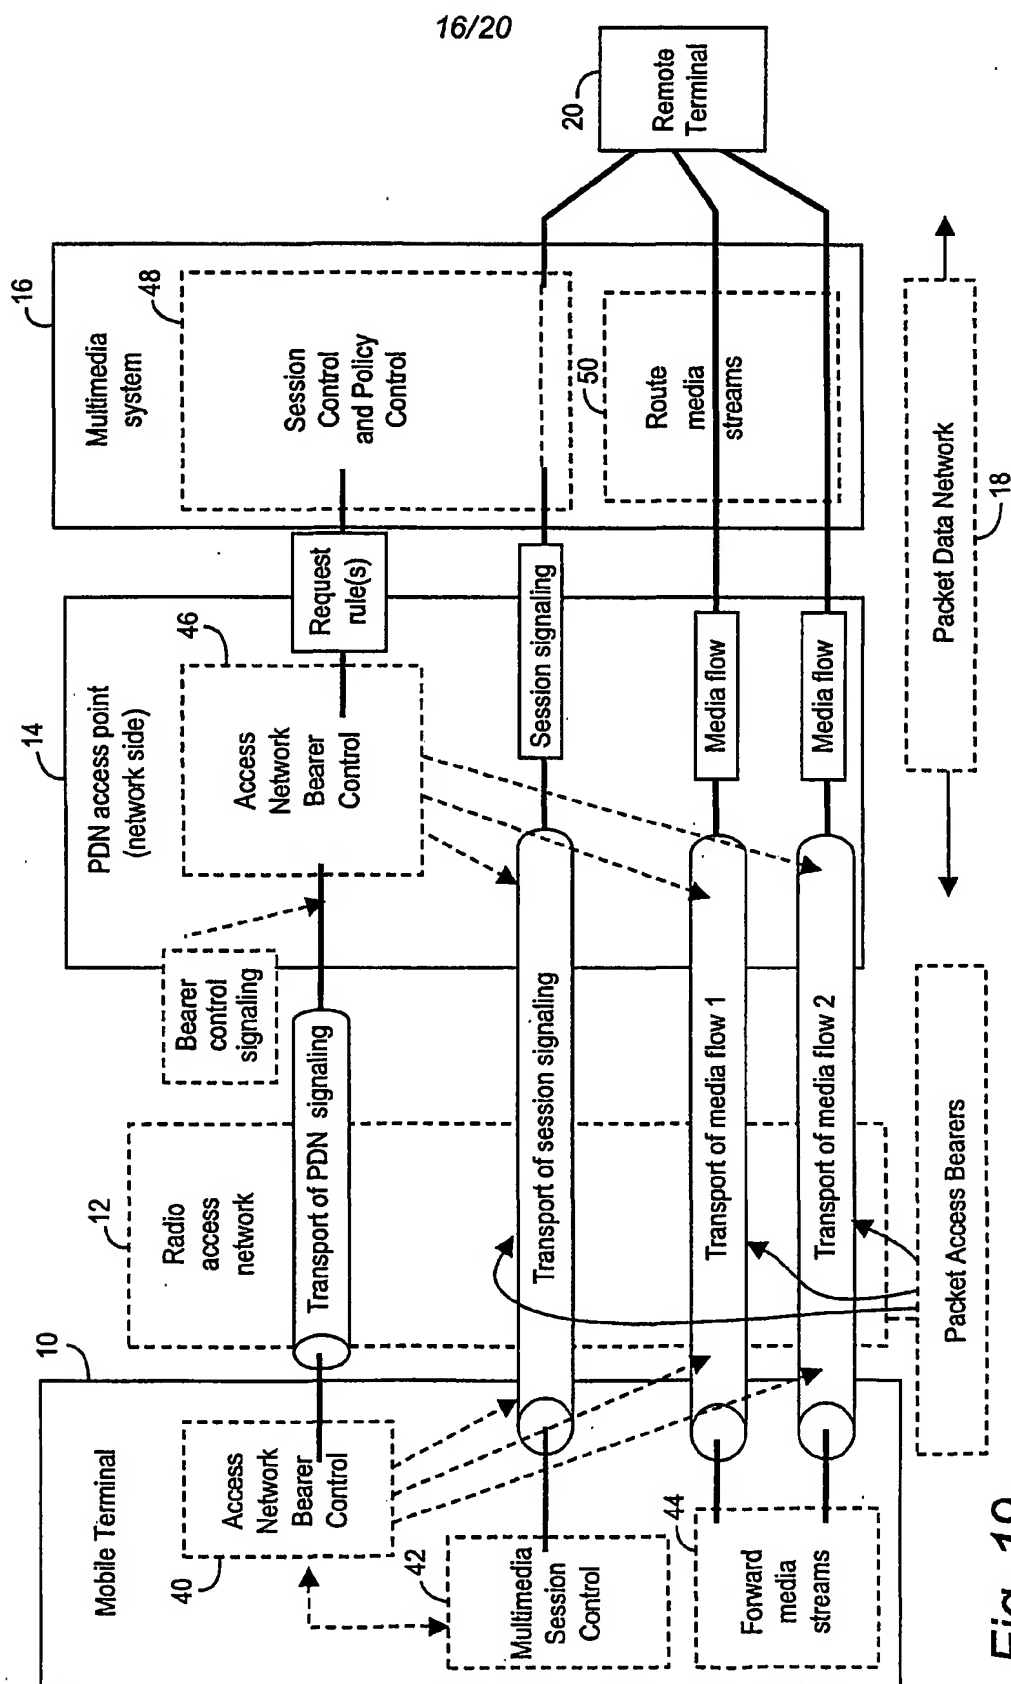 16/20
Mobile Terminal
10
Access
Network
Bearer
Control
40
42
Multimedia
Session
Control
44
Forward
media
streams
12
Radio
access
network
Transport of PDN signaling
Bearer
control
signaling
Transport of session signaling
Transport of media flow 1
Transport of media flow 2
Packet Access Bearers
14
PDN access point
(network side)
46
Access
Network
Bearer
Control
Request
rule(s)
Session signaling
Media flow
Media flow
16
Multimedia
system
48
Session
Control
and Policy
Control
50
Route
media
streams
Packet Data Network
18
20
Remote
Terminal